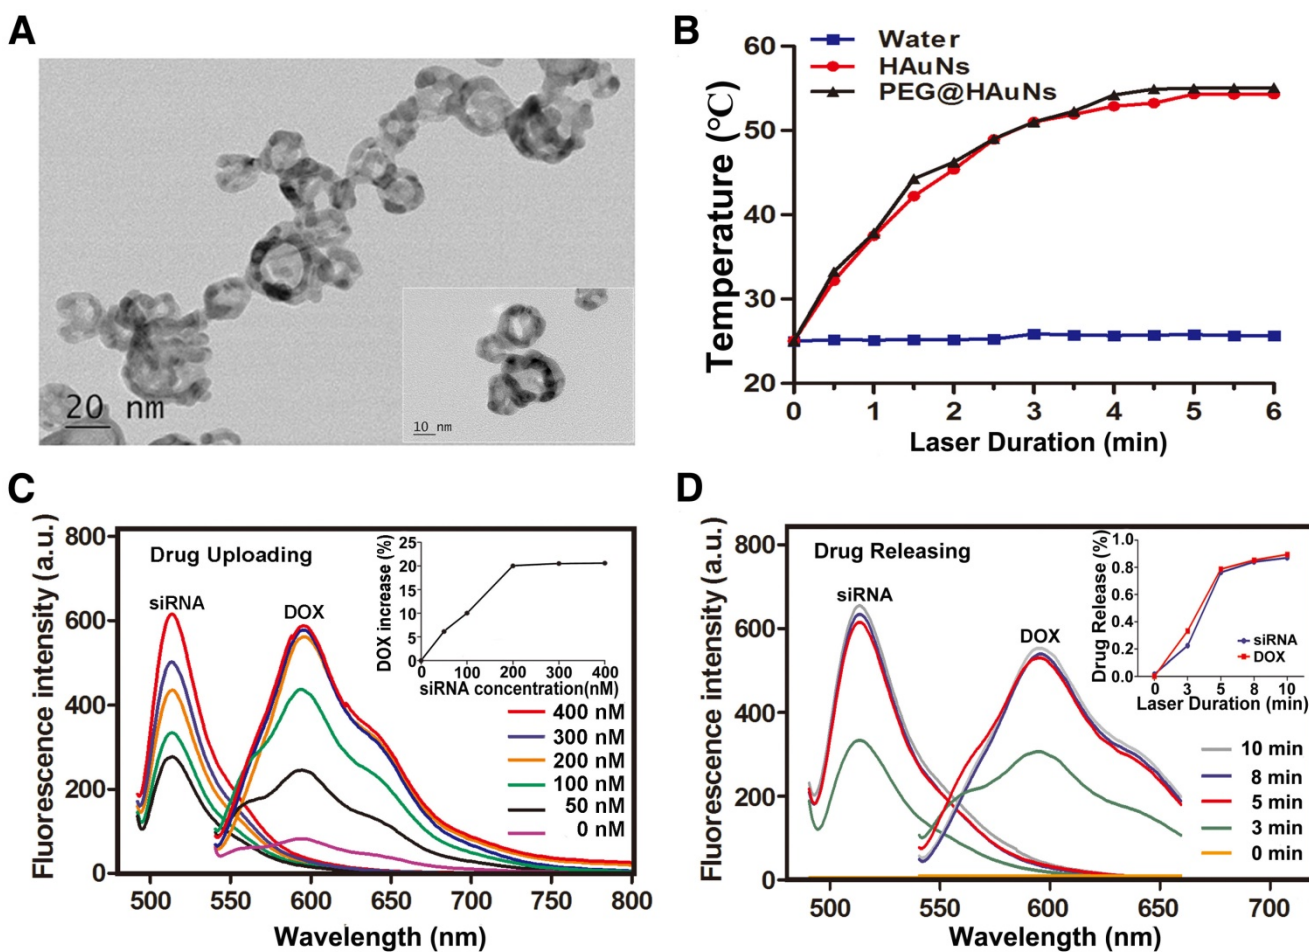 A
20 nm
10 nm
B
Water
HAuNs
PEG@HAuNs
Temperature (°C)
60
50
40
30
20
0 1 2 3 4 5 6
Laser Duration (min)
C
Fluorescence intensity (a.u.)
800
600
400
200
0
Drug Uploading
siRNA
DOX
DOX increase (%)
25
20
15
10
5
0
0 100 200 300 400
siRNA concentration(nM)
400 nM
300 nM
200 nM
100 nM
50 nM
0 nM
500 550 600 650 700 750 800
Wavelength (nm)
D
Fluorescence intensity (a.u.)
800
600
400
200
0
Drug Releasing
siRNA
DOX
Drug Release (%)
1.0
0.8
0.6
0.4
0.2
0.0
siRNA
DOX
0 3 5 8 10
Laser Duration (min)
10 min
8 min
5 min
3 min
0 min
500 550 600 650 700
Wavelength (nm)